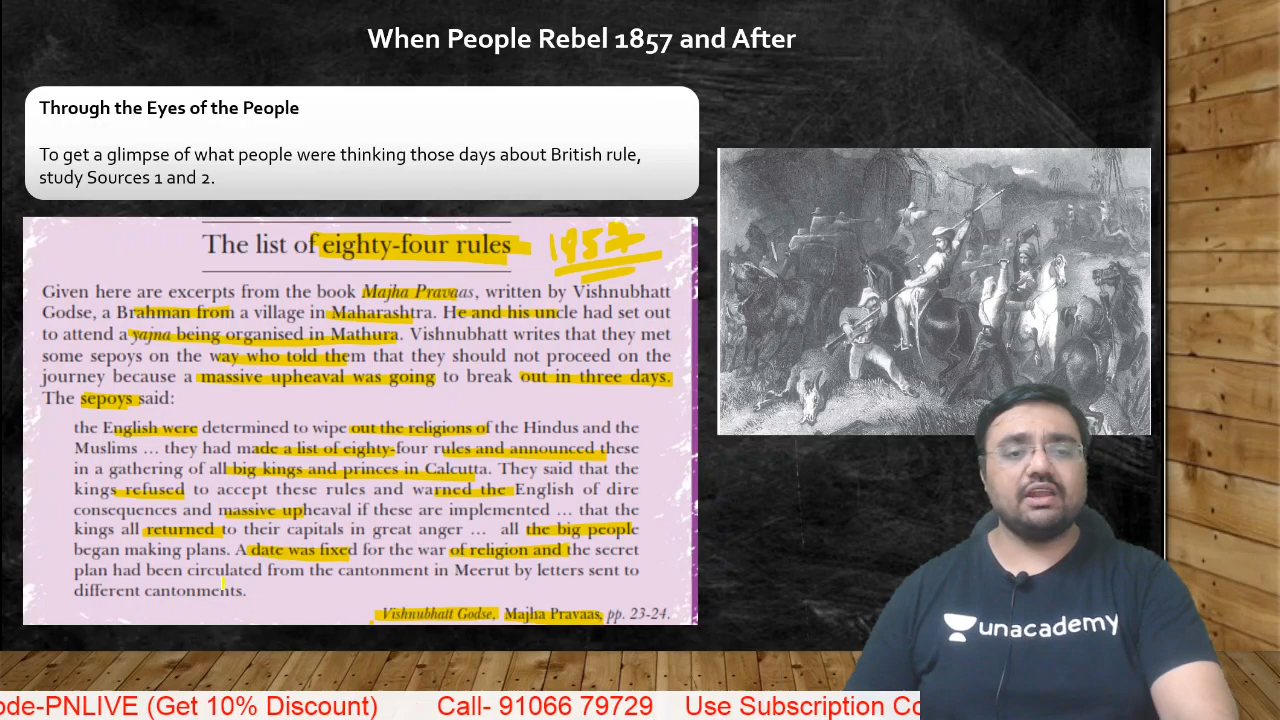 When People Rebel 1857 and After
Through the Eyes of the People
To get a glimpse of what people were thinking those days about British rule,
study Sources 1 and 2.
The list of eighty-four rules
1957
Given here are excerpts from the book Majha Pravaas, written by Vishnubhatt
Godse, a Brahman from a village in Maharashtra. He and his uncle had set out
to attend a yajna being organised in Mathura. Vishnubhatt writes that they met
some sepoys on the way who told them that they should not proceed on the
journey because a massive upheaval was going to break out in three days.
The sepoys said:
the English were determined to wipe out the religions of the Hindus and the
Muslims ... they had made a list of eighty-four rules and announced these
in a gathering of all big kings and princes in Calcutta. They said that the
kings refused to accept these rules and warned the English of dire
consequences and massive upheaval if these are implemented ... that the
kings all returned to their capitals in great anger ... all the big people
began making plans. A date was fixed for the war of religion and the secret
plan had been circulated from the cantonment in Meerut by letters sent to
different cantonments.
Vishnubhatt Godse, Majha Pravaas, pp. 23-24.
unacademy
ode-PNLIVE (Get 10% Discount) Call- 91066 79729 Use Subscription Co